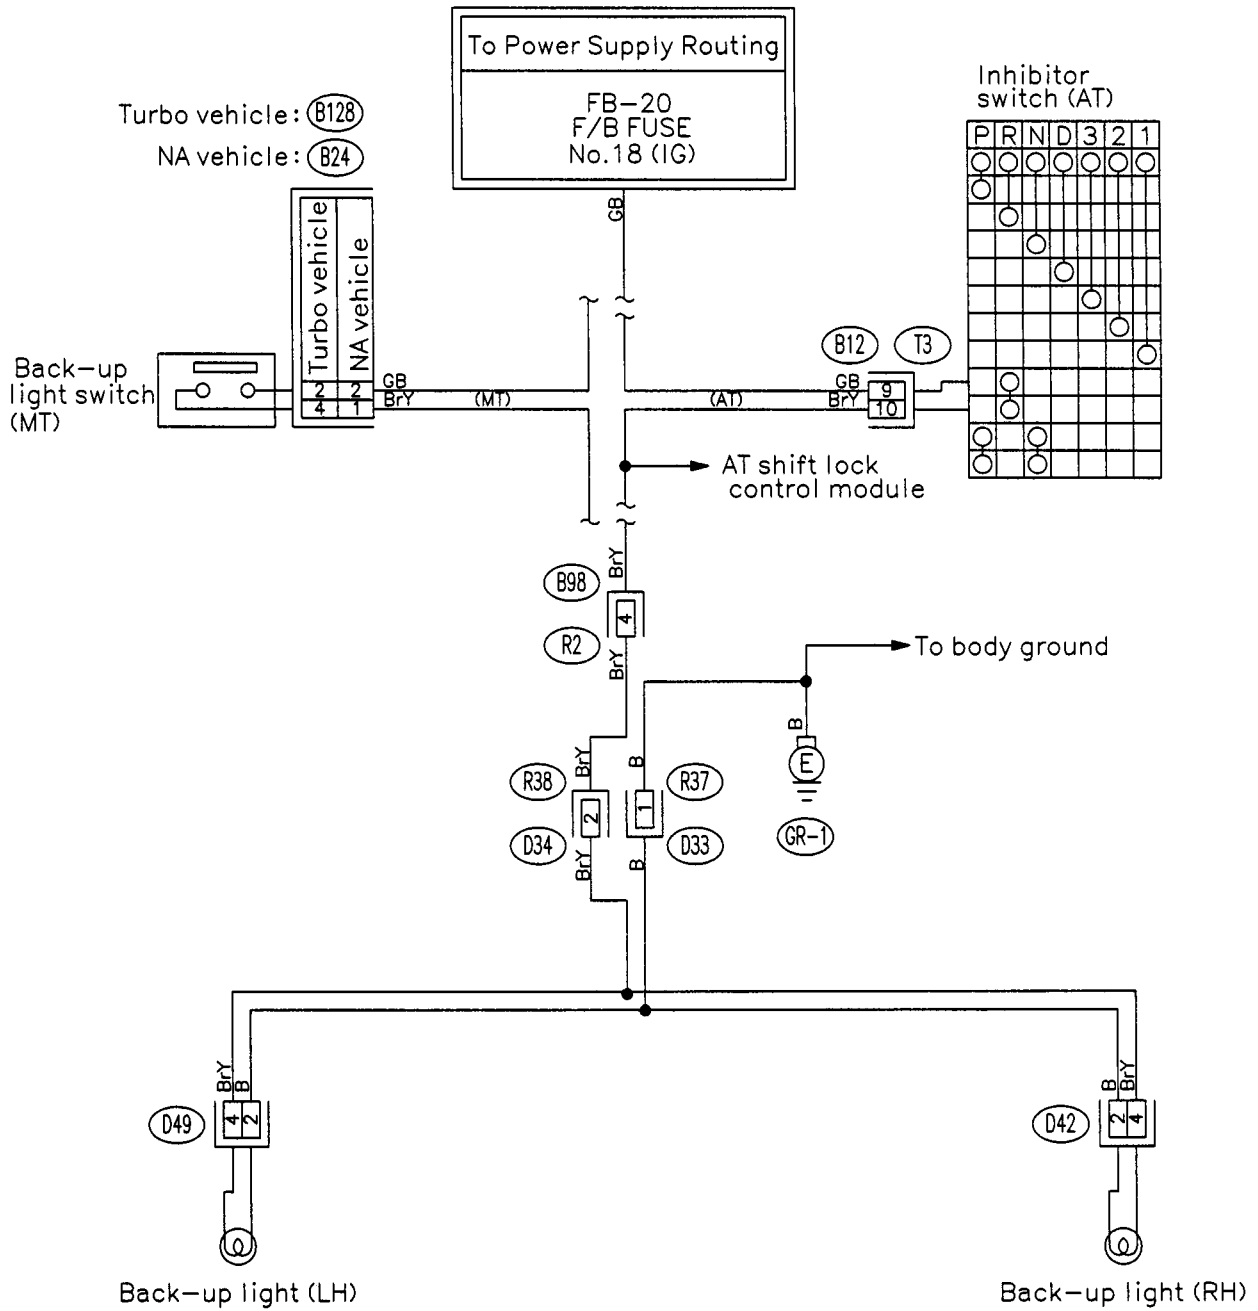 To Power Supply Routing
FB-20
F/B FUSE
No.18 (IG)
Turbo vehicle: B128
NA vehicle: B24
Inhibitor
switch (AT)
P R N D 3 2 1
GB
Turbo vehicle
NA vehicle
B12 T3
Back-up
light switch
(MT)
2 2 GB
4 1 BrY (MT)
(AT) GB 9
BrY 10
AT shift lock
control module
BrY
B98
4
R2
BrY
To body ground
B
E
GR-1
BrY
B
R38
R37
2
1
D34
D33
BrY
B
BrY B
D49 4 2
B BrY
D42 2 4
Back-up light (LH)
Back-up light (RH)